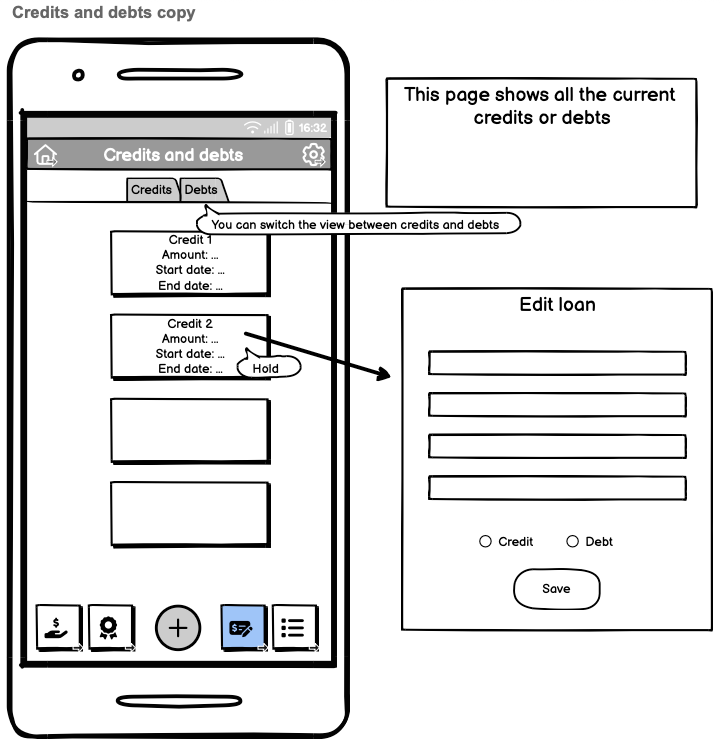 Credits and debts copy
16:32
Credits and debts
Credits
Debts
You can switch the view between credits and debts
Credit 1
Amount: ...
Start date: ...
End date: ...
Credit 2
Amount: ...
Start date: ...
End date: ...
Hold
$
$
This page shows all the current
credits or debts
Edit loan
Credit
Debt
Save